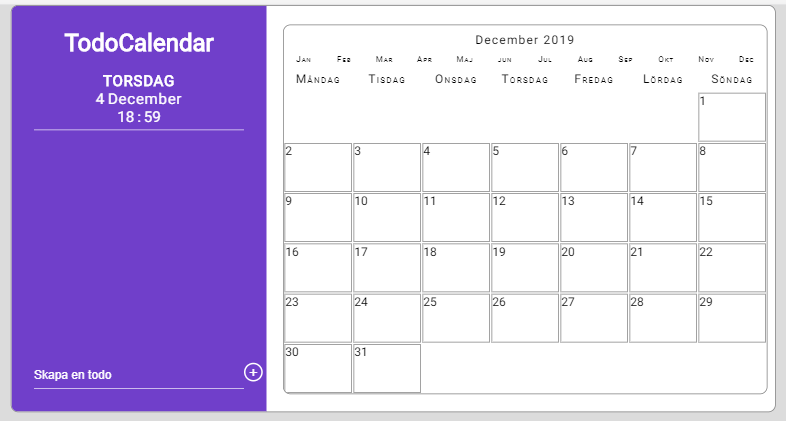 TodoCalendar
TORSDAG
4 December
18 : 59
Skapa en todo
December 2019
Jan Feb Mar Apr Maj jun Jul Aug Sep Okt Nov Dec
Måndag Tisdag Onsdag Torsdag Fredag Lördag Söndag
1
2 3 4 5 6 7 8
9 10 11 12 13 14 15
16 17 18 19 20 21 22
23 24 25 26 27 28 29
30 31